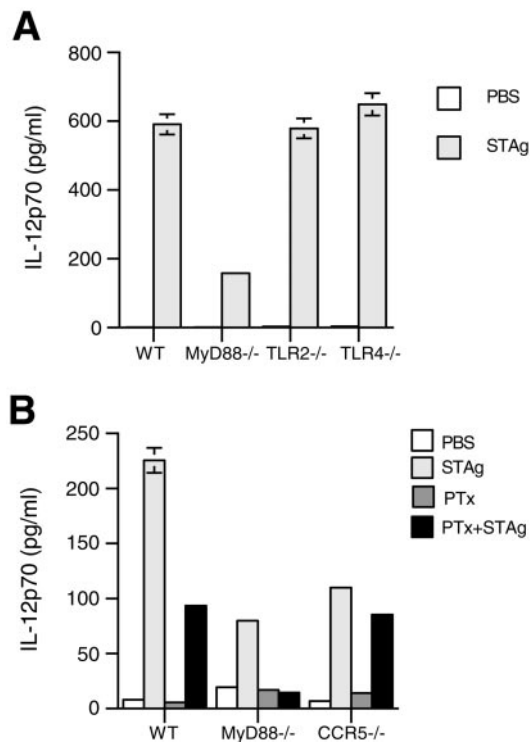 A
IL-12p70 (pg/ml)
800
600
400
200
0
WT MyD88-/- TLR2-/- TLR4-/-
PBS
STAg
B
IL-12p70 (pg/ml)
250
200
150
100
50
0
WT MyD88-/- CCR5-/-
PBS
STAg
PTx
PTx+STAg